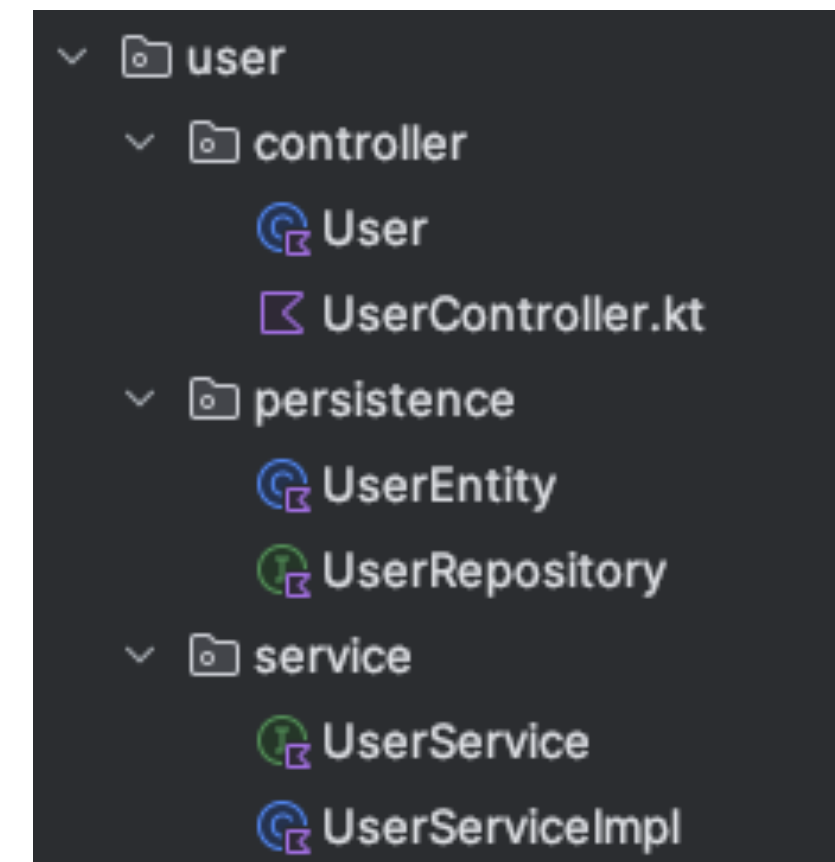 user
controller
User
UserController.kt
persistence
UserEntity
UserRepository
service
UserService
UserServiceImpl